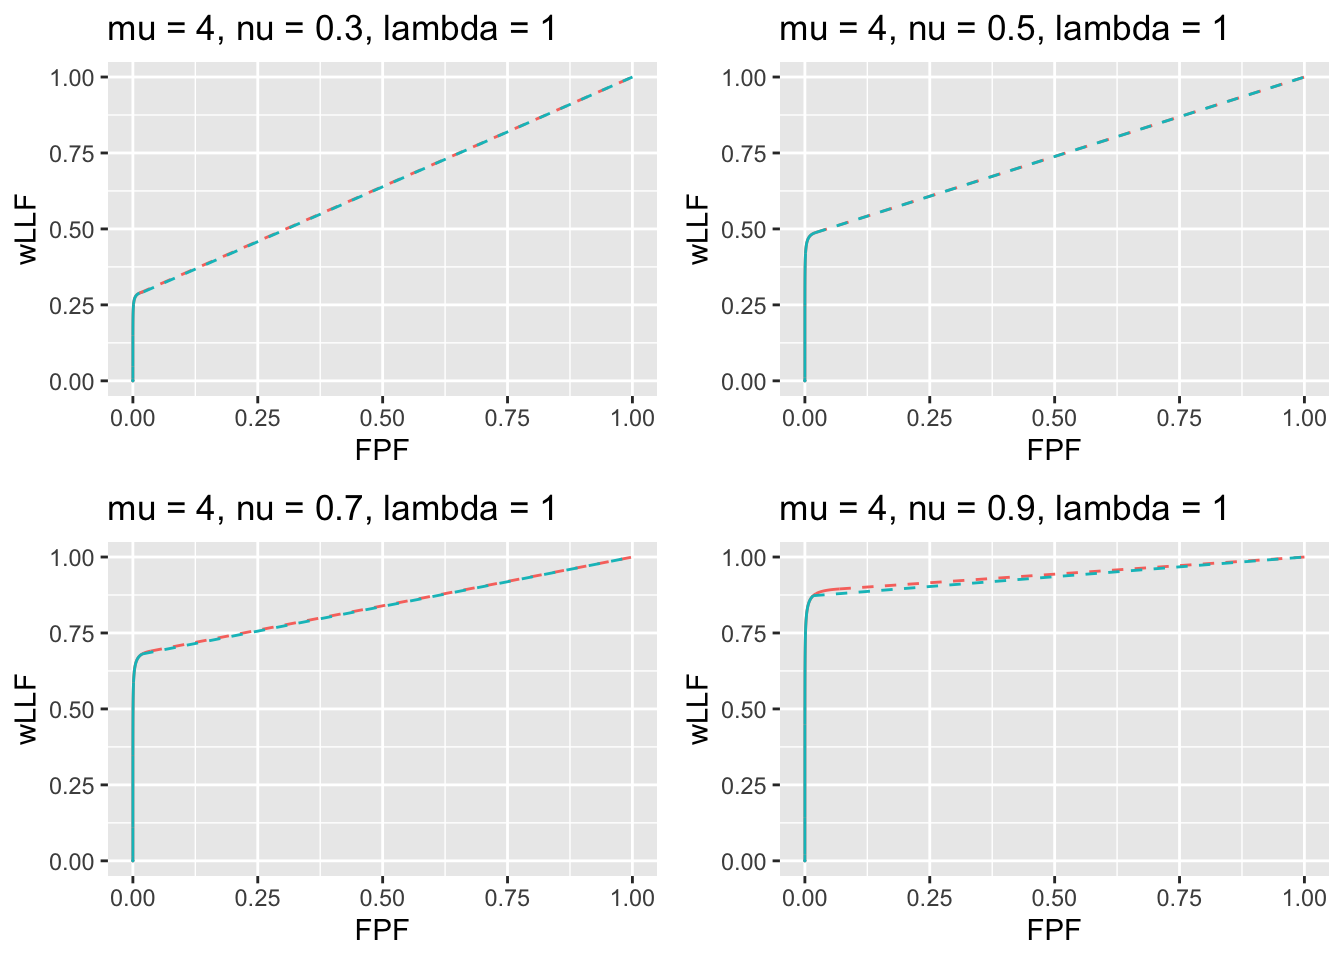 mu = 4, nu = 0.3, lambda = 1
1.00
0.75
0.50
0.25
0.00
wLLF
0.00 0.25 0.50 0.75 1.00
FPF
mu = 4, nu = 0.5, lambda = 1
1.00
0.75
0.50
0.25
0.00
wLLF
0.00 0.25 0.50 0.75 1.00
FPF
mu = 4, nu = 0.7, lambda = 1
1.00
0.75
0.50
0.25
0.00
wLLF
0.00 0.25 0.50 0.75 1.00
FPF
mu = 4, nu = 0.9, lambda = 1
1.00
0.75
0.50
0.25
0.00
wLLF
0.00 0.25 0.50 0.75 1.00
FPF